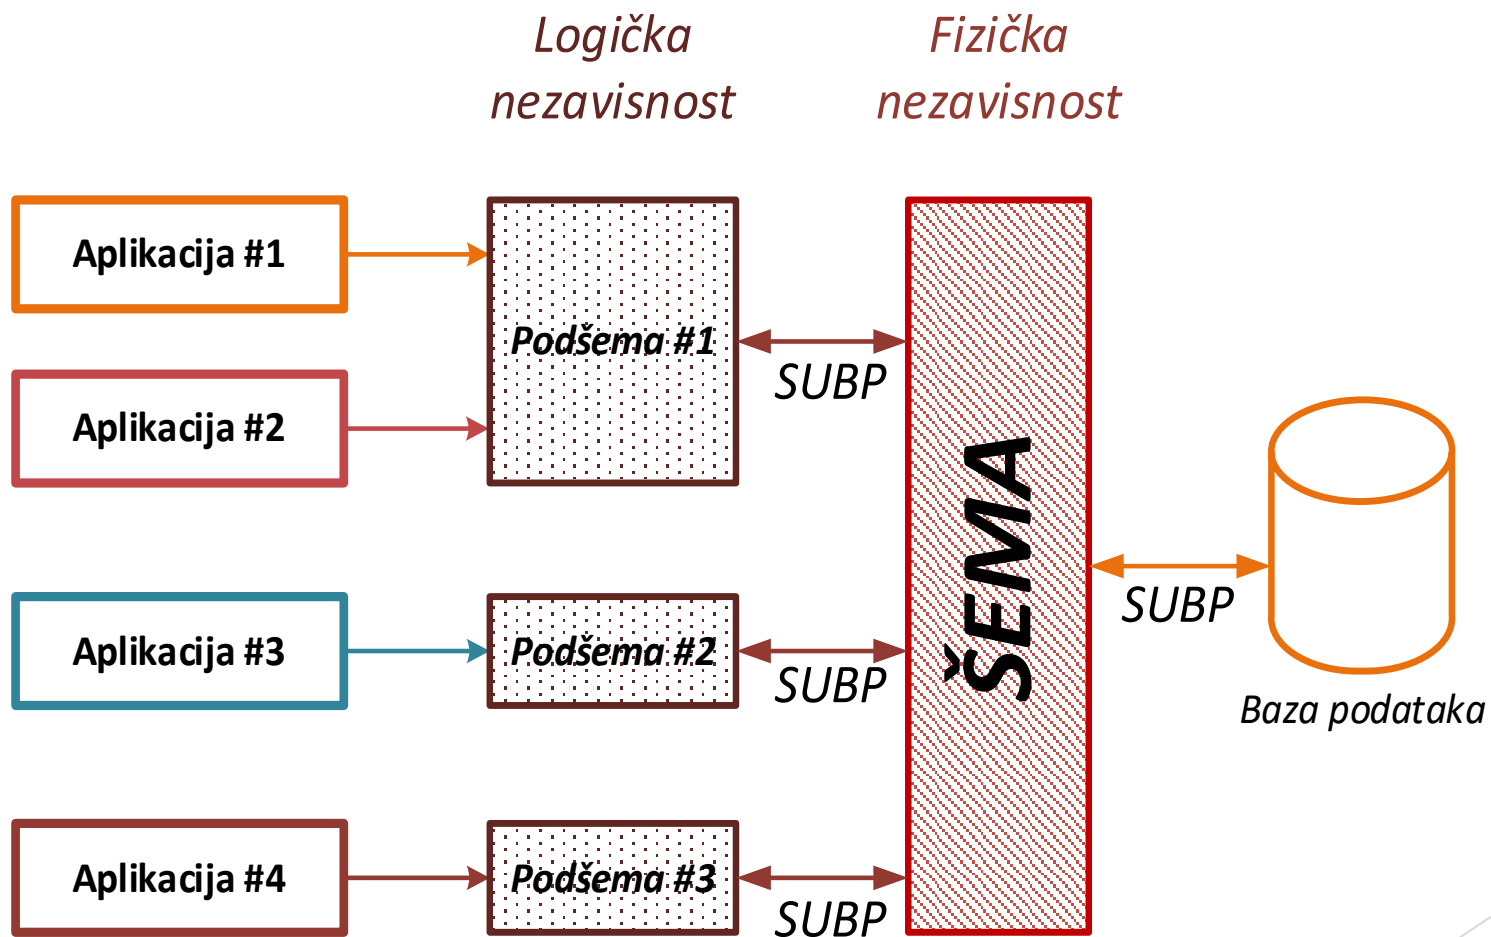 Logička
nezavisnost
Fizička
nezavisnost
Aplikacija #1
Aplikacija #2
Podšema #1
SUBP
Aplikacija #3
Podšema #2
SUBP
Aplikacija #4
Podšema #3
SUBP
ŠEMA
SUBP
Baza podataka